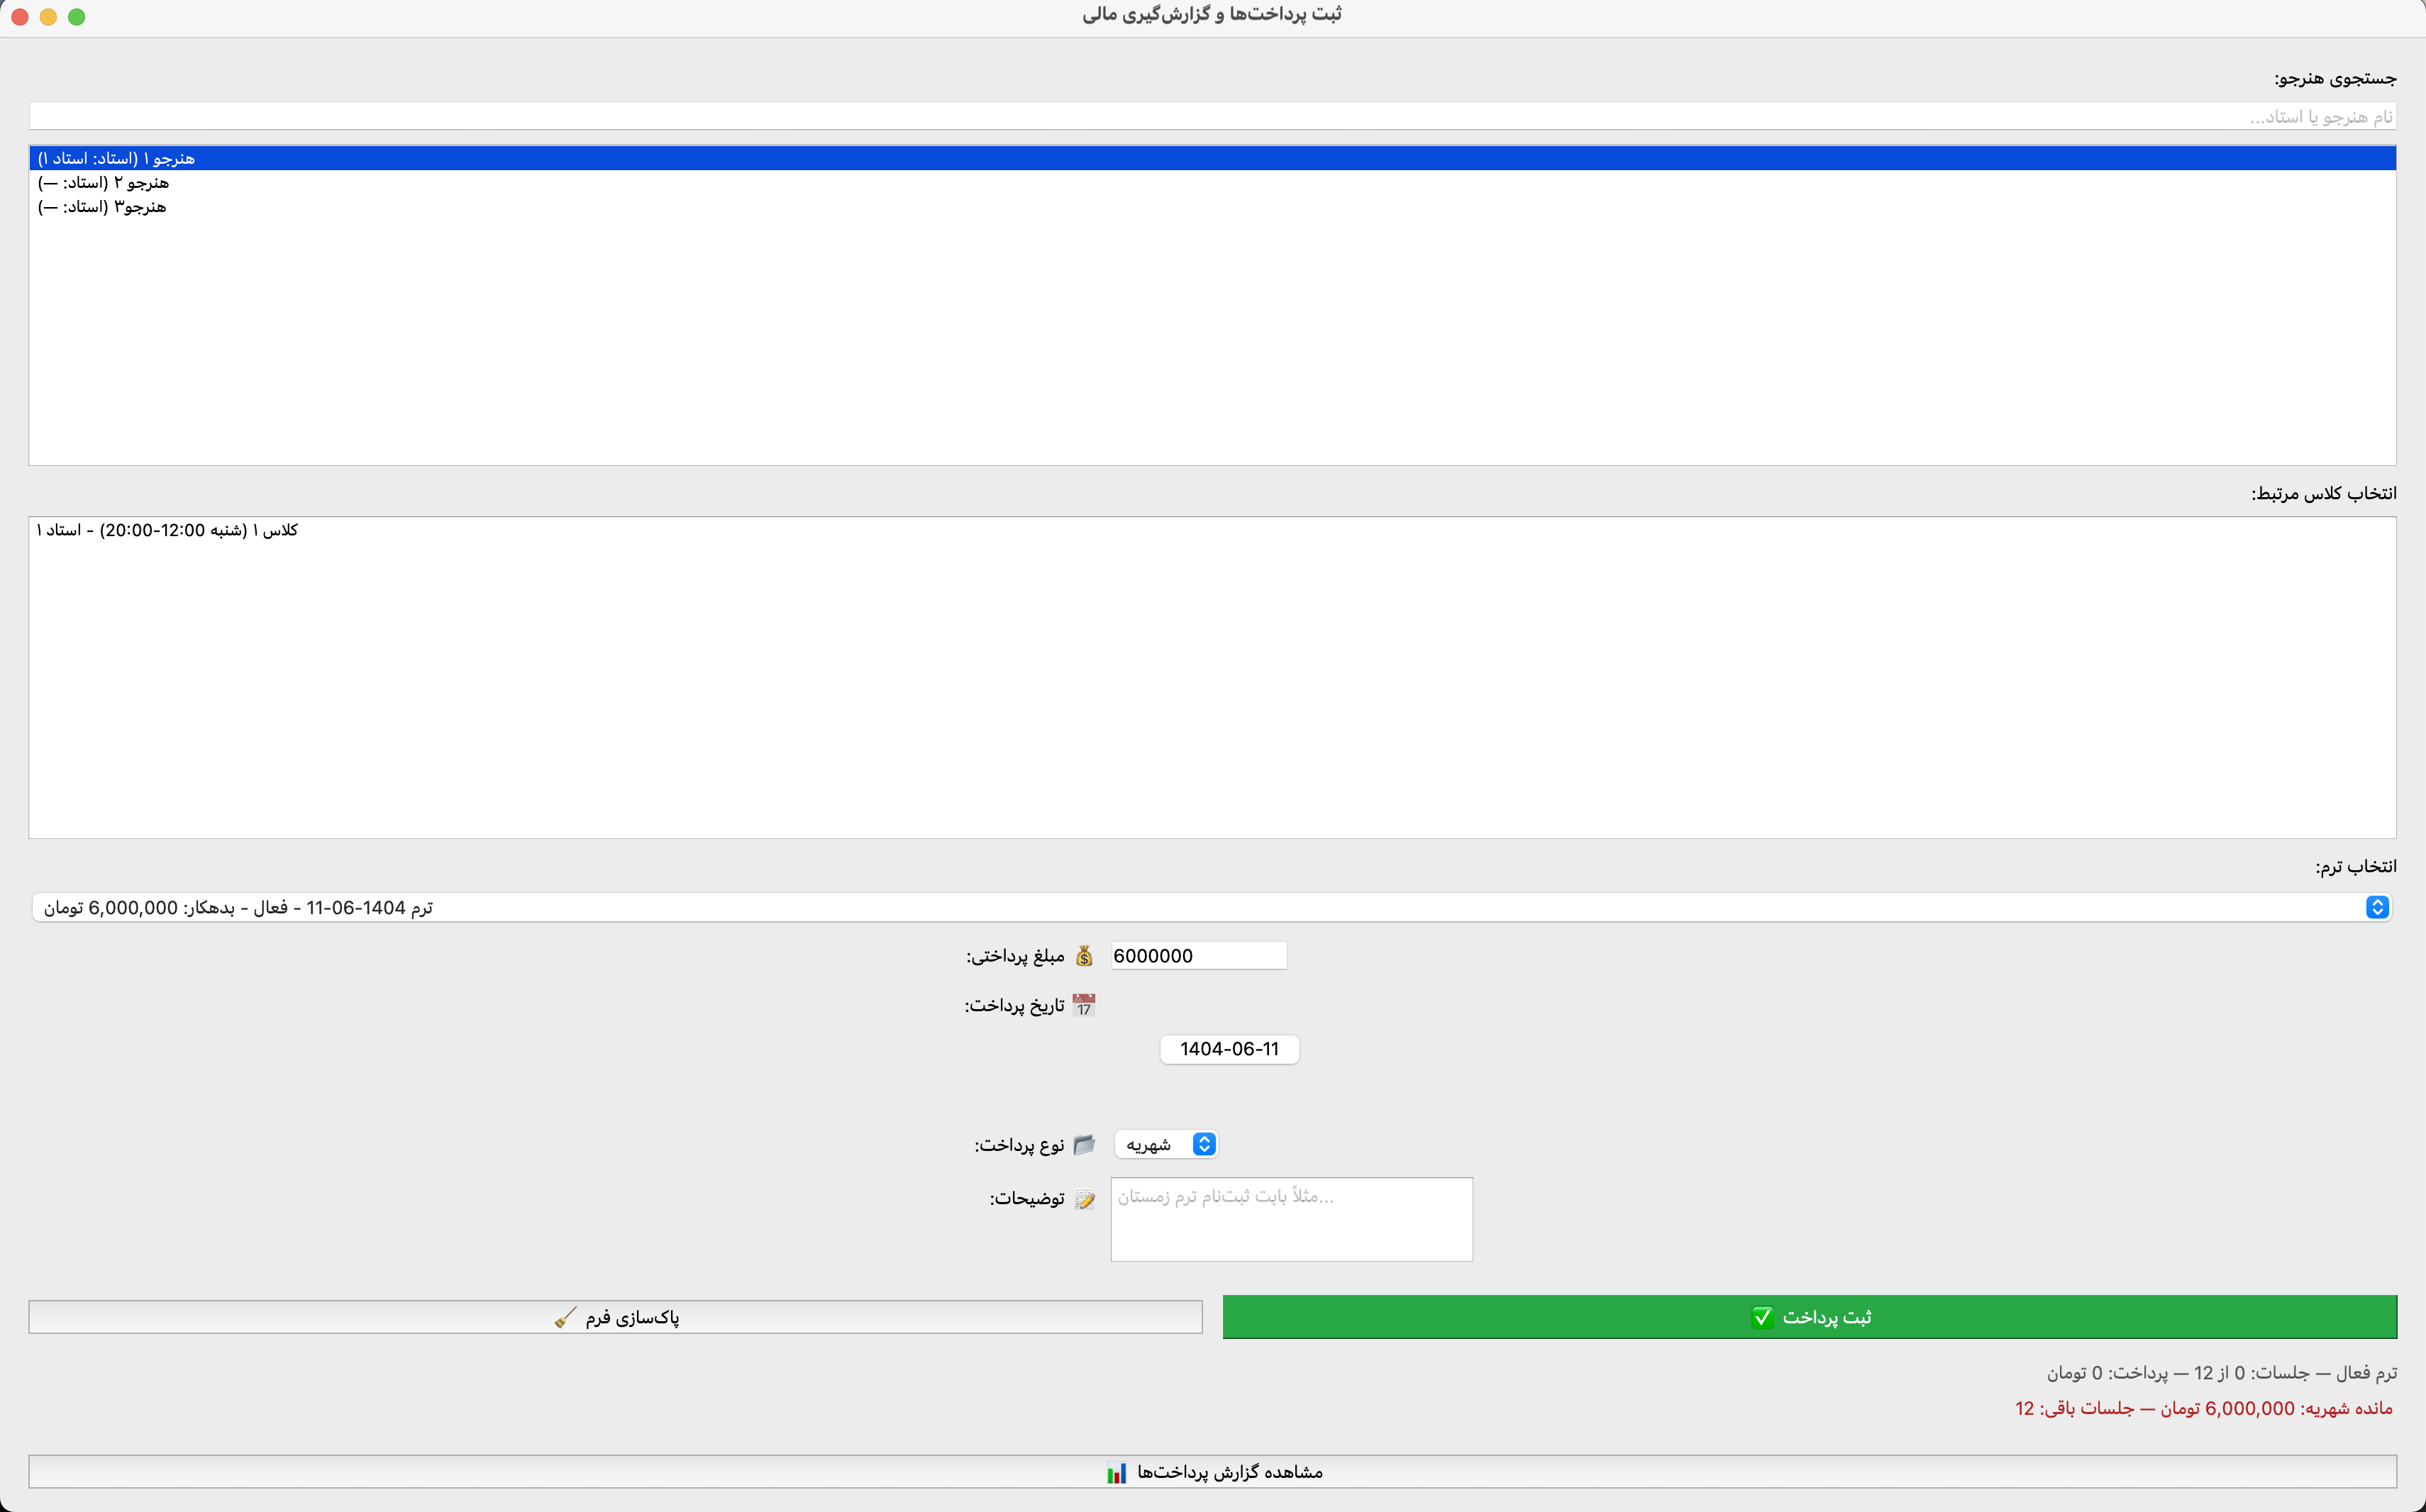 ثبت پرداخت‌ها و گزارش‌گیری مالی
جستجوی هنرجو:
نام هنرجو یا استاد...
هنرجو ۱ (استاد: استاد ۱)
هنرجو ۲ (استاد: —)
هنرجو۳ (استاد: —)
انتخاب کلاس مرتبط:
کلاس ۱ (شنبه 12:00-20:00) - استاد ۱
انتخاب ترم:
ترم 1404-06-11 - فعال - بدهکار: 6,000,000 تومان
💰 مبلغ پرداختی:
6000000
📅 تاریخ پرداخت:
1404-06-11
📂 نوع پرداخت:
شهریه
📝 توضیحات:
مثلاً بابت ثبت‌نام ترم زمستان...
ثبت پرداخت ✅
پاک‌سازی فرم 🧹
ترم فعال — جلسات: 0 از 12 — پرداخت: 0 تومان
مانده شهریه: 6,000,000 تومان — جلسات باقی: 12
مشاهده گزارش پرداخت‌ها 📊